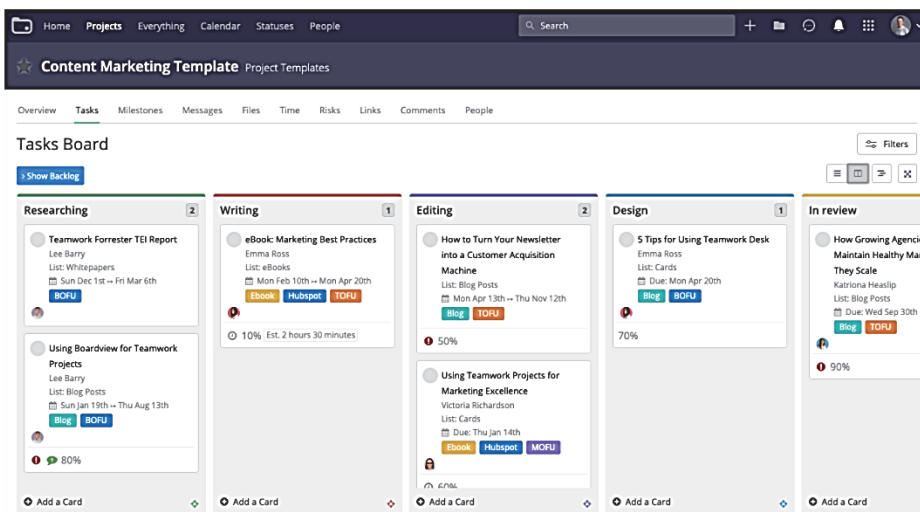 Home Projects Everything Calendar Statuses People Search
Content Marketing Template Project Templates
Overview Tasks Milestones Messages Files Time Risks Links Comments People
Tasks Board
Filters
Show Backlog
Researching 2
Teamwork Forrester TEI Report
Lee Barry
List: Whitepapers
Sun Dec 1st ↔ Fri Mar 6th
BOFU
Using Boardview for Teamwork
Projects
Lee Barry
List: Blog Posts
Sun Jan 19th ↔ Thu Aug 13th
Blog BOFU
80%
Add a Card
Writing 1
eBook: Marketing Best Practices
Emma Ross
List: eBooks
Mon Feb 10th ↔ Mon Apr 20th
Ebook Hubspot TOFU
10% Est. 2 hours 30 minutes
Add a Card
Editing 2
How to Turn Your Newsletter
into a Customer Acquisition
Machine
List: Blog Posts
Mon Apr 13th ↔ Thu Nov 12th
Blog TOFU
50%
Using Teamwork Projects for
Marketing Excellence
Victoria Richardson
List: Cards
Due: Thu Jan 14th
Ebook Hubspot MOFU
60%
Add a Card
Design 1
5 Tips for Using Teamwork Desk
Emma Ross
List: Cards
Due: Mon Apr 20th
Blog BOFU
70%
Add a Card
In review
How Growing Agenci
Maintain Healthy Ma
They Scale
Katriona Heaslip
List: Blog Posts
Due: Wed Sep 30th
Blog TOFU
90%
Add a Card